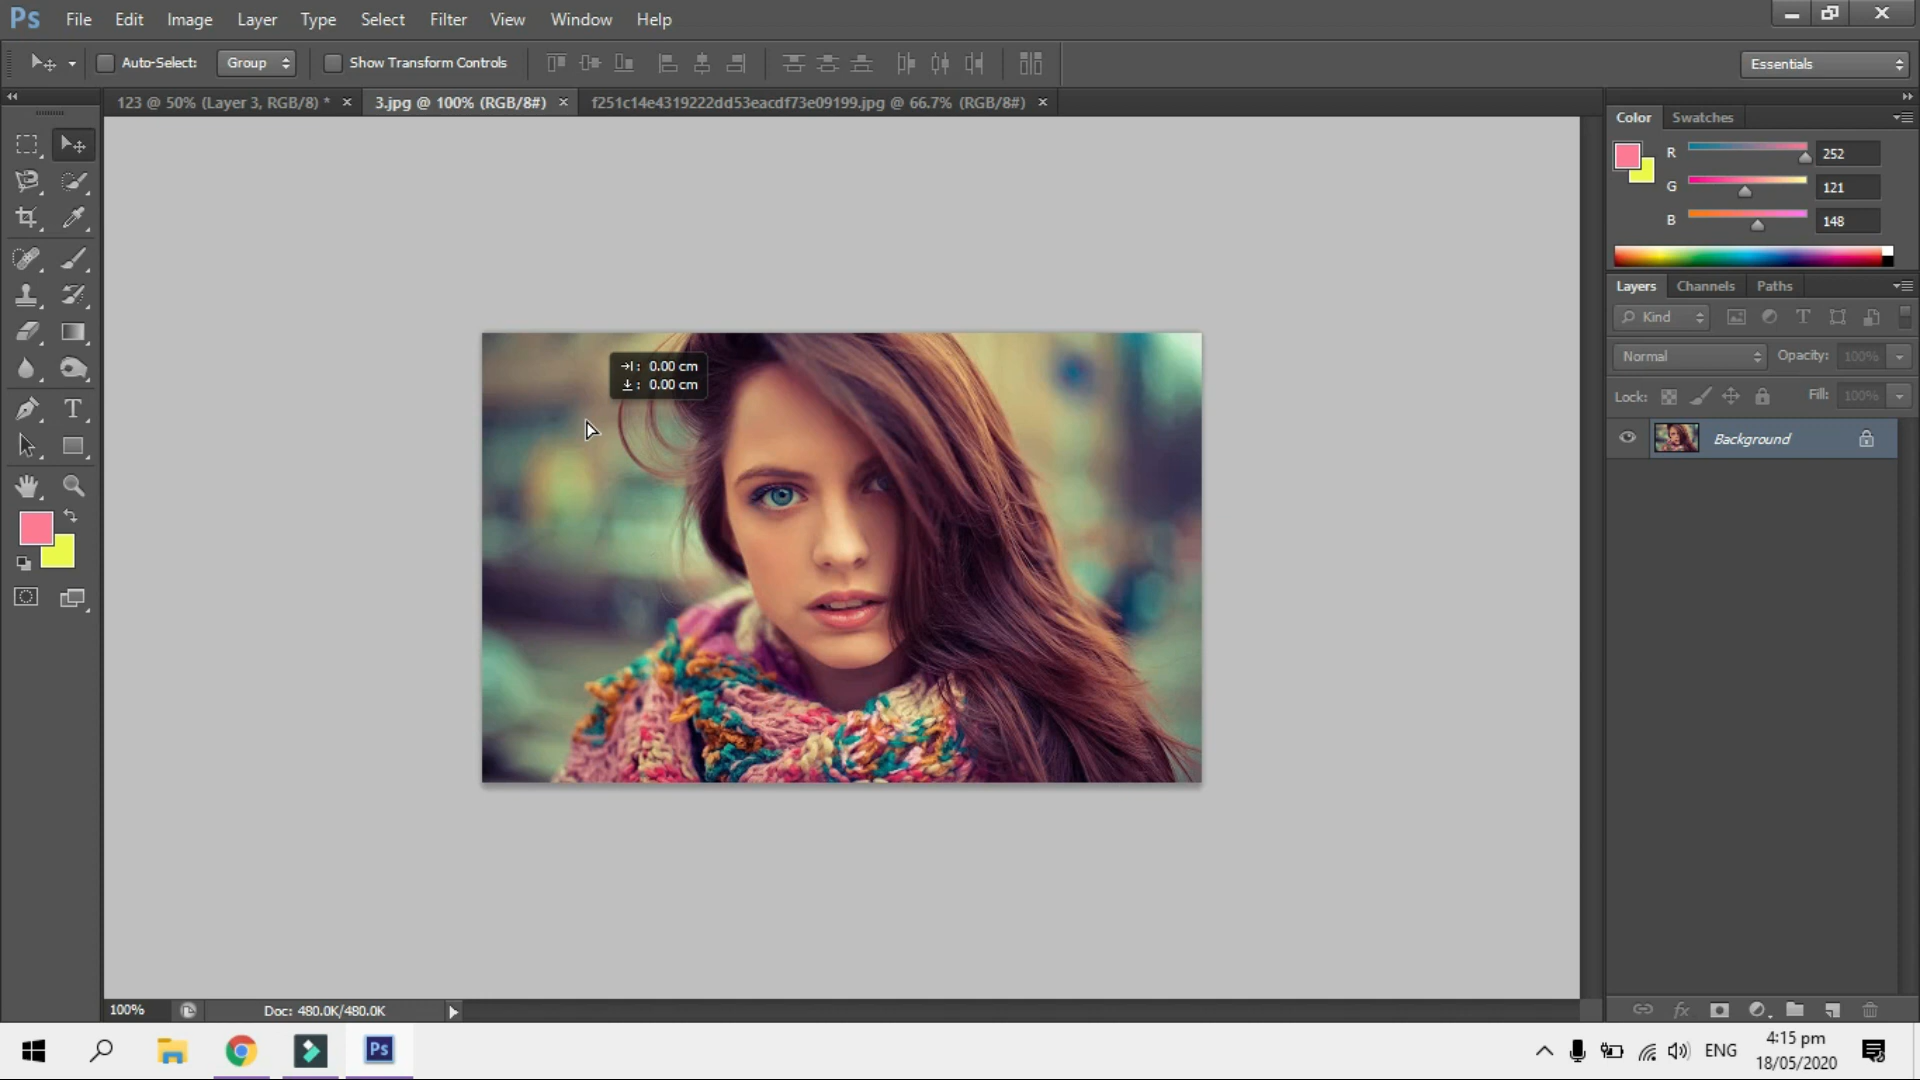 Ps File Edit Image Layer Type Select Filter View Window Help
Auto-Select: Group Show Transform Controls Essentials
123 @ 50% (Layer 3, RGB/8) * × 3.jpg @ 100% (RGB/8#) × f251c14e4319222dd53eacdf73e09199.jpg @ 66.7% (RGB/8#) ×
Color Swatches
R 252
G 121
B 148
Layers Channels Paths
Kind
Normal Opacity: 100%
Lock: Fill: 100%
Background
: 0.00 cm
: 0.00 cm
T
100% Doc: 480.0K/480.0K
fx
Ps
ENG
4:15 pm
18/05/2020